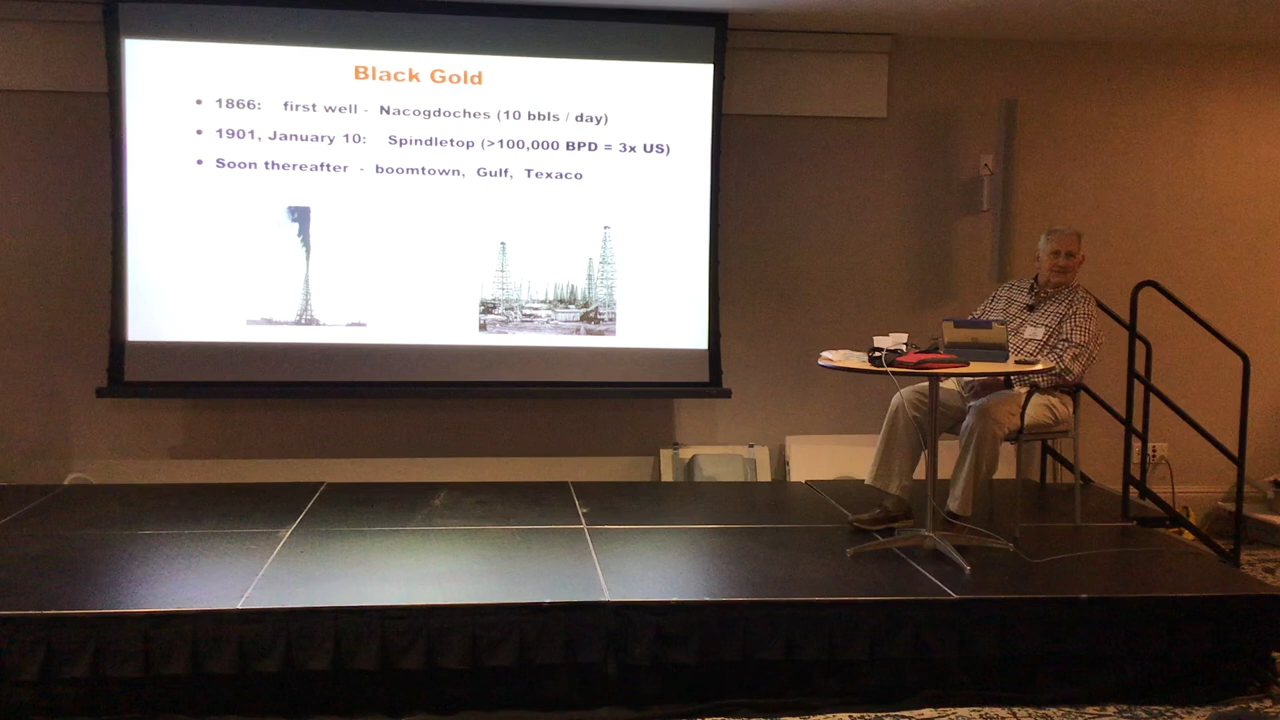 Black Gold
• 1866: first well - Nacogdoches (10 bbls / day)
• 1901, January 10: Spindletop (>100,000 BPD = 3x US)
• Soon thereafter - boomtown, Gulf, Texaco